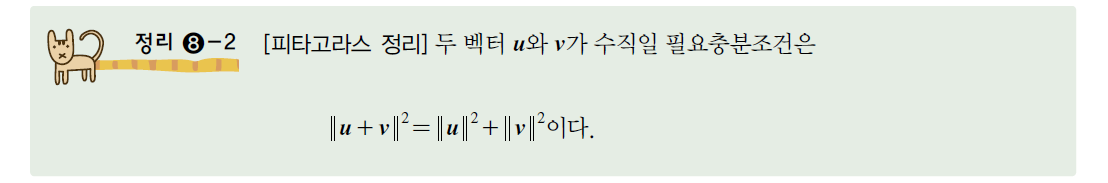 정리 ❽-2 [피타고라스 정리] 두 벡터 u와 v가 수직일 필요충분조건은
‖u + v‖² = ‖u‖² + ‖v‖²이다.